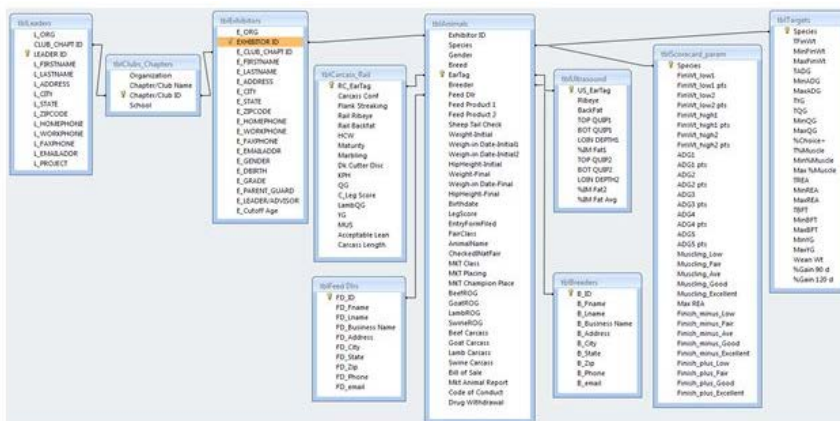 tblLeaders
L_ORG
CLUB_CHAPT ID
LEADER ID
L_FIRSTNAME
L_LASTNAME
L_ADDRESS
L_CITY
L_STATE
L_ZIPCODE
L_HOMEPHONE
L_WORKPHONE
L_FAXPHONE
L_EMAILADDR
L_PROJECT
tblClubs_Chapters
Organization
Chapter/Club Name
Chapter/Club ID
School
tblExhibitors
E_ORG
EXHIBITOR ID
E_CLUB_CHAPT ID
E_FIRSTNAME
E_LASTNAME
E_ADDRESS
E_CITY
E_STATE
E_ZIPCODE
E_HOMEPHONE
E_WORKPHONE
E_FAXPHONE
E_EMAILADDR
E_GENDER
E_DBIRTH
E_GRADE
E_PARENT_GUARD
E_LEADER/ADVISOR
E_Cutoff Age
tblCarcass_Rail
RC_EarTag
Carcass Conf
Flank Streaking
Rail Ribeye
Rail Backfat
HCW
Maturity
Marbling
Dk Cutter Disc
KPH
QG
C_Leg Score
LambQG
YG
MUS
Acceptable Lean
Carcass Length
tblFeed Dlrs
FD_ID
FD_Fname
FD_Lname
FD_Business Name
FD_Address
FD_City
FD_State
FD_Zip
FD_Phone
FD_email
tblAnimals
Exhibitor ID
Species
Gender
Breed
EarTag
Breeder
Feed Dlr
Feed Product 1
Feed Product 2
Sheep Tail Check
Weight-Initial
Weigh-in Date-Initial1
Weigh-in Date-Initial2
HipHeight-Initial
Weight-Final
Weigh-in Date-Final
HipHeight-Final
Birthdate
LegScore
EntryFormFiled
FairClass
AnimalName
CheckedINatFair
MKT Class
MKT Placing
MKT Champion Place
BeefROG
GoatROG
LambROG
SwineROG
Beef Carcass
Goat Carcass
Lamb Carcass
Swine Carcass
Bill of Sale
Mkt Animal Report
Code of Conduct
Drug Withdrawal
tblUltrasound
US_EarTag
Ribeye
BackFat
TOP QUIP1
BOT QUIP1
LOIN DEPTH1
%IM Fat1
TOP QUIP2
BOT QUIP2
LOIN DEPTH2
%IM Fat2
%IM Fat Avg
tblBreeders
B_ID
B_Fname
B_Lname
B_Business Name
B_Address
B_City
B_State
B_Zip
B_Phone
B_email
tblScorecard_param
Species
FinWt_low1
FinWt_low1 pts
FinWt_low2
FinWt_low2 pts
FinWt_high1
FinWt_high1 pts
FinWt_high2
FinWt_high2 pts
ADG1
ADG1 pts
ADG2
ADG2 pts
ADG3
ADG3 pts
ADG4
ADG4 pts
ADG5
ADG5 pts
Muscling_Low
Muscling_Fair
Muscling_Ave
Muscling_Good
Muscling_Excellent
Max REA
Finish_minus_Low
Finish_minus_Fair
Finish_minus_Ave
Finish_minus_Good
Finish_minus_Excellent
Finish_plus_Low
Finish_plus_Fair
Finish_plus_Good
Finish_plus_Excellent
tblTargets
Species
TFinWt
MinFinWt
MaxFinWt
TADG
MinADG
MaxADG
TYG
TQG
MinQG
MaxQG
%Choice+
T%Muscle
Min%Muscle
Max %Muscle
TREA
MinREA
MaxREA
TBFT
MinBFT
MaxBFT
MinYG
MaxYG
Wean Wt
%Gain 90 d
%Gain 120 d